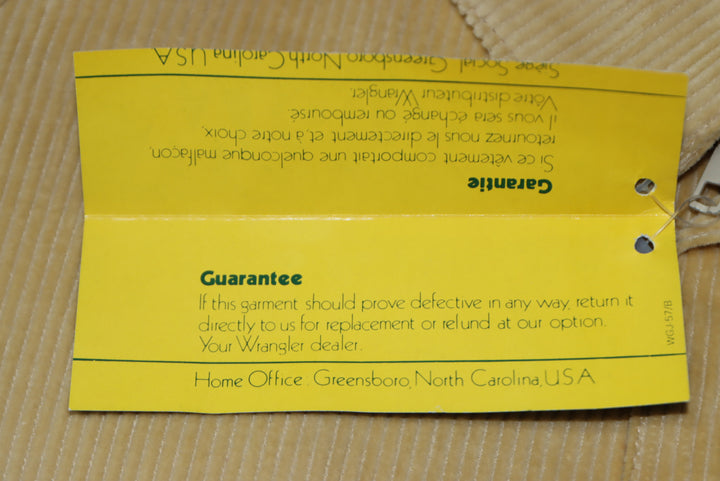 Siège Social, Greensboro, North Carolina, U.S.A
Garantie
Si ce vêtement comportait une quelconque malfaçon,
retournez nous le directement et, à notre choix,
il vous sera échangé ou remboursé.
Vôtre distributeur Wrangler.
Guarantee
If this garment should prove defective in any way, return it
directly to us for replacement or refund at our option.
Your Wrangler dealer.
Home Office. Greensboro, North Carolina, U.S.A
WGJ-57/B